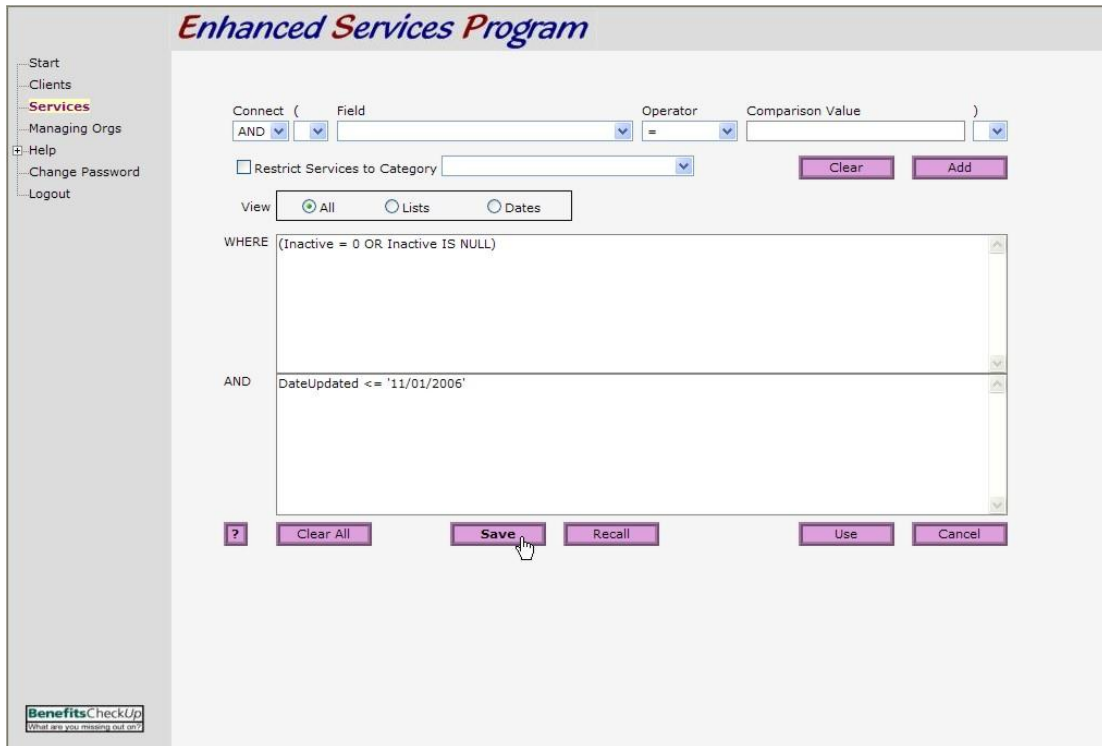 Enhanced Services Program
Start
Clients
Services
Managing Orgs
Help
Change Password
Logout
Connect ( Field Operator Comparison Value )
AND =
Restrict Services to Category Clear Add
View All Lists Dates
WHERE (Inactive = 0 OR Inactive IS NULL)
AND DateUpdated <= '11/01/2006'
? Clear All Save Recall Use Cancel
BenefitsCheckUp
What are you missing out on?